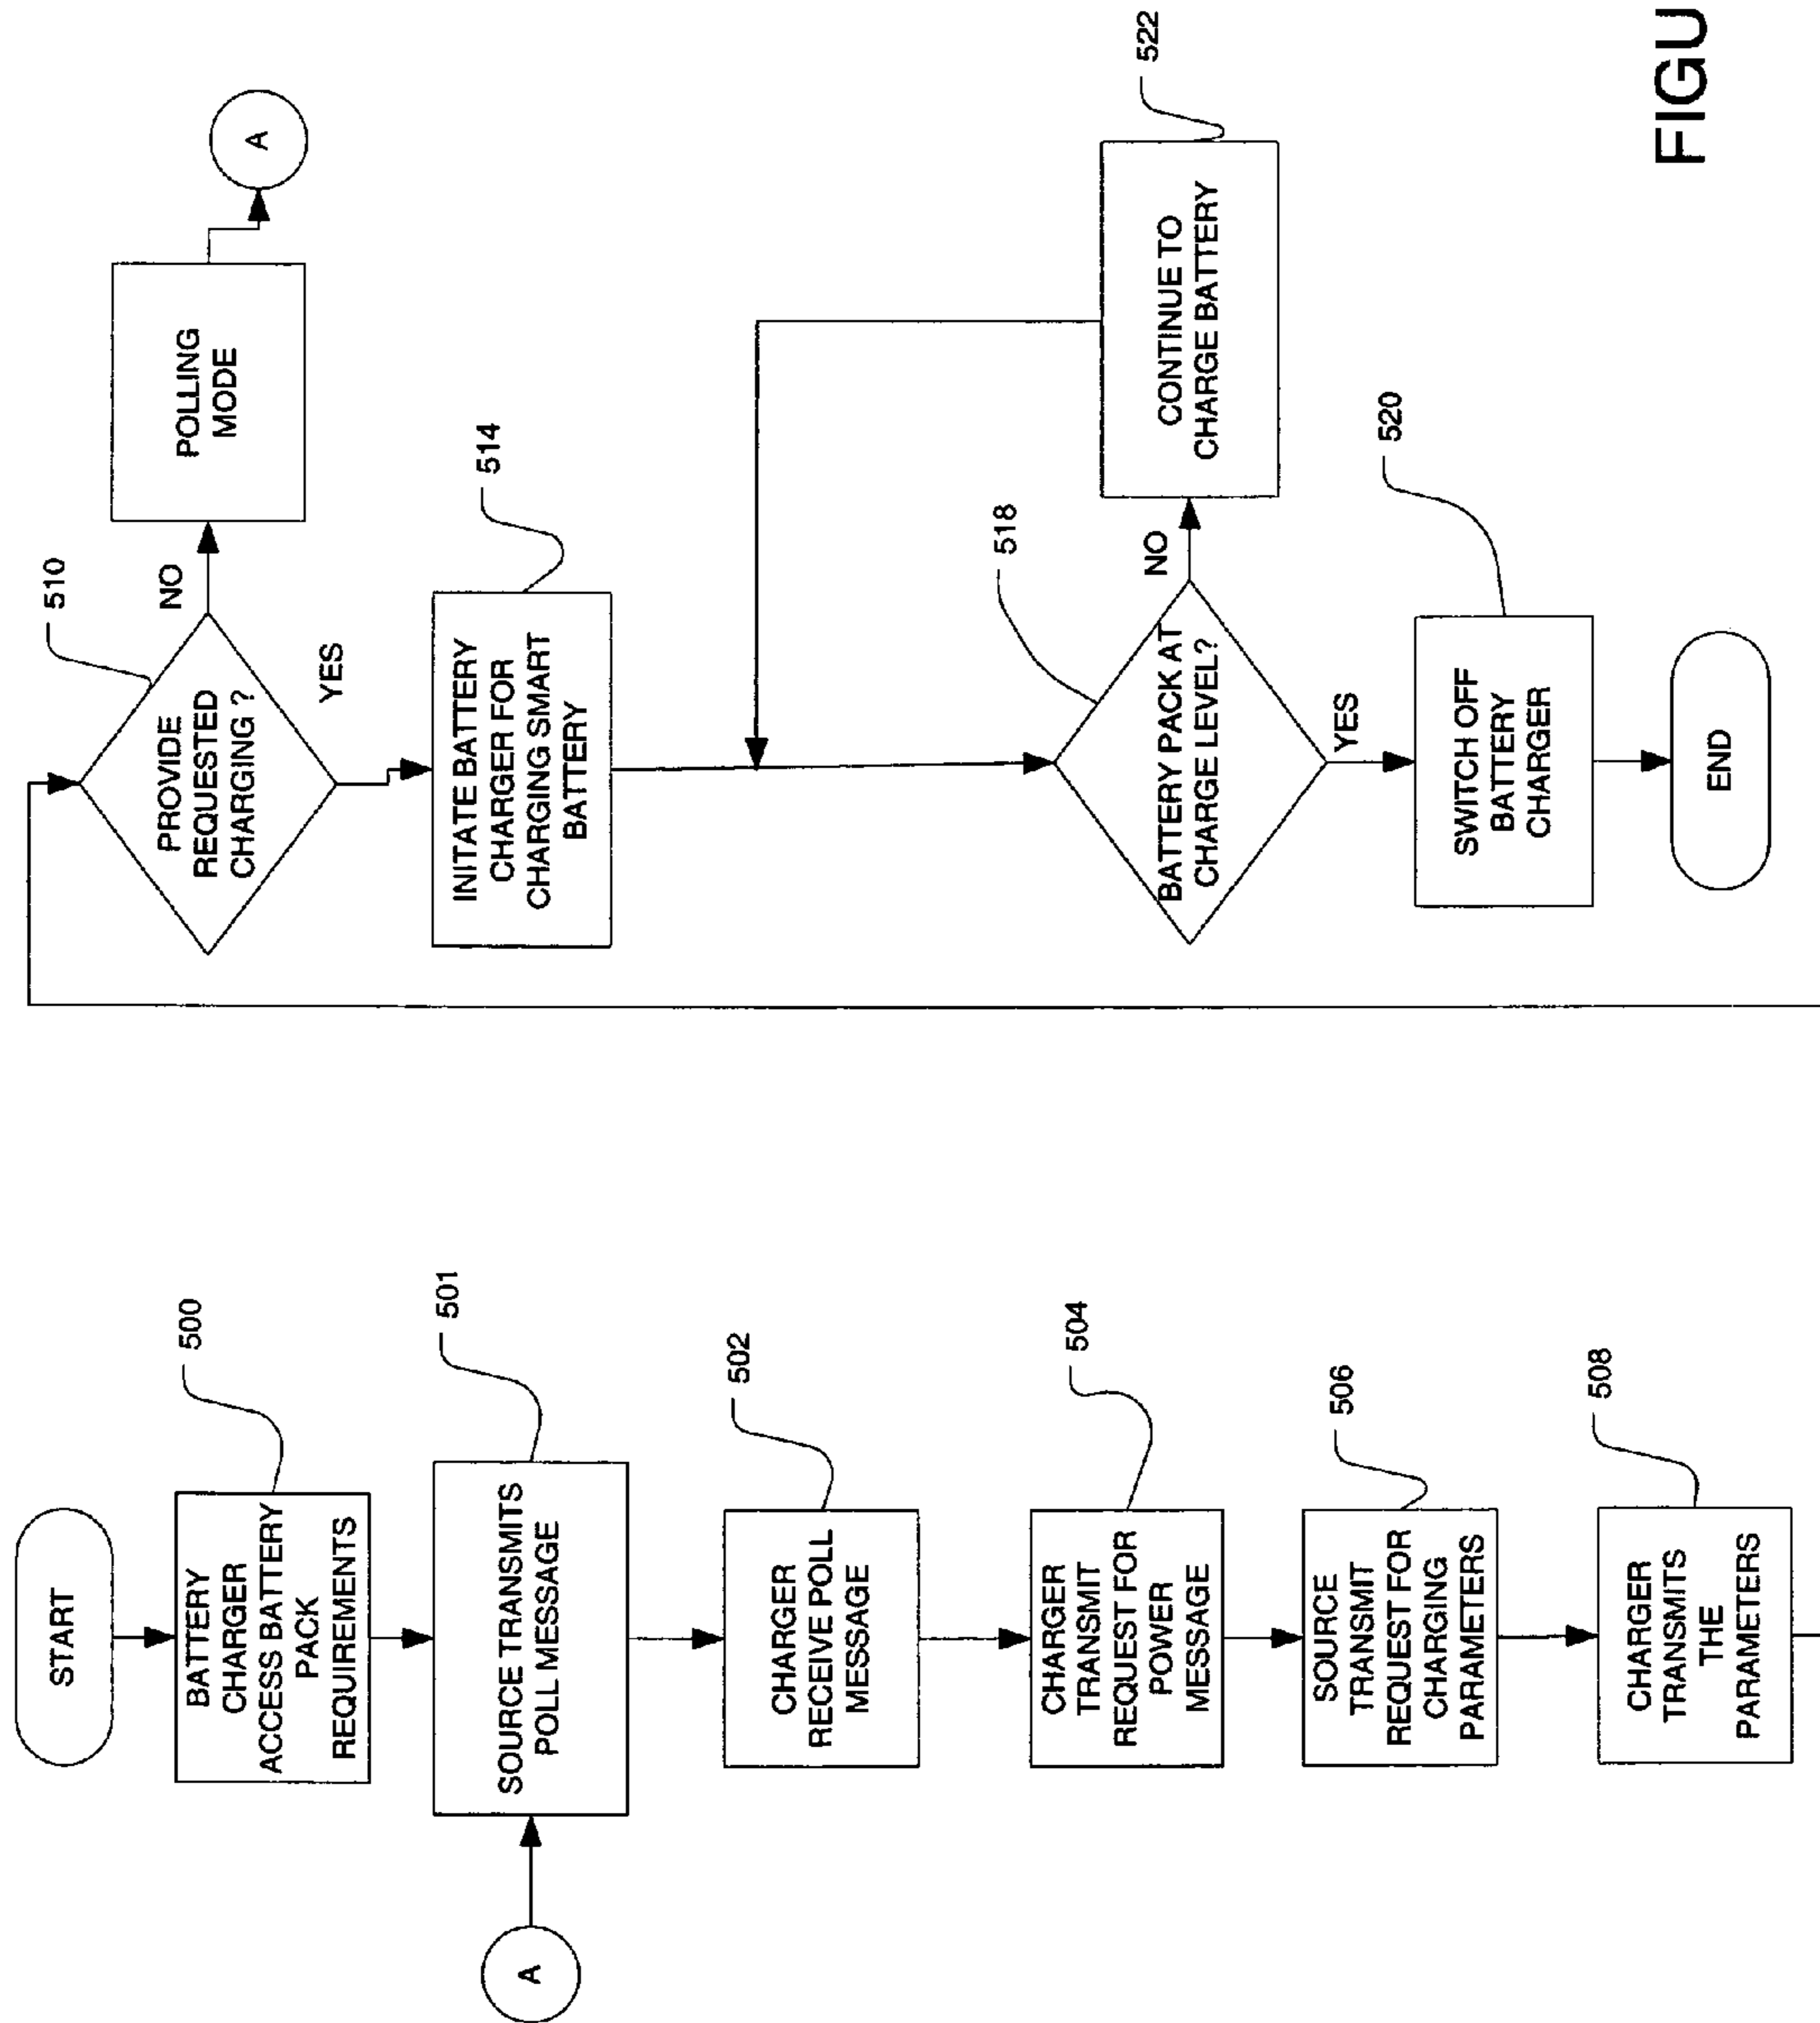 START
BATTERY
CHARGER
ACCESS BATTERY
PACK
REQUIREMENTS
500
SOURCE TRANSMITS
POLL MESSAGE
501
A
CHARGER
RECEIVE POLL
MESSAGE
502
CHARGER
TRANSMIT
REQUEST FOR
POWER
MESSAGE
504
SOURCE
TRANSMIT
REQUEST FOR
CHARGING
PARAMETERS
506
CHARGER
TRANSMITS
THE
PARAMETERS
508
PROVIDE
REQUESTED
CHARGING ?
510
NO
POLLING
MODE
A
YES
INITATE BATTERY
CHARGER FOR
CHARGING SMART
BATTERY
514
BATTERY PACK AT
CHARGE LEVEL?
518
NO
CONTINUE TO
CHARGE BATTERY
522
YES
SWITCH OFF
BATTERY
CHARGER
520
END
FIGU